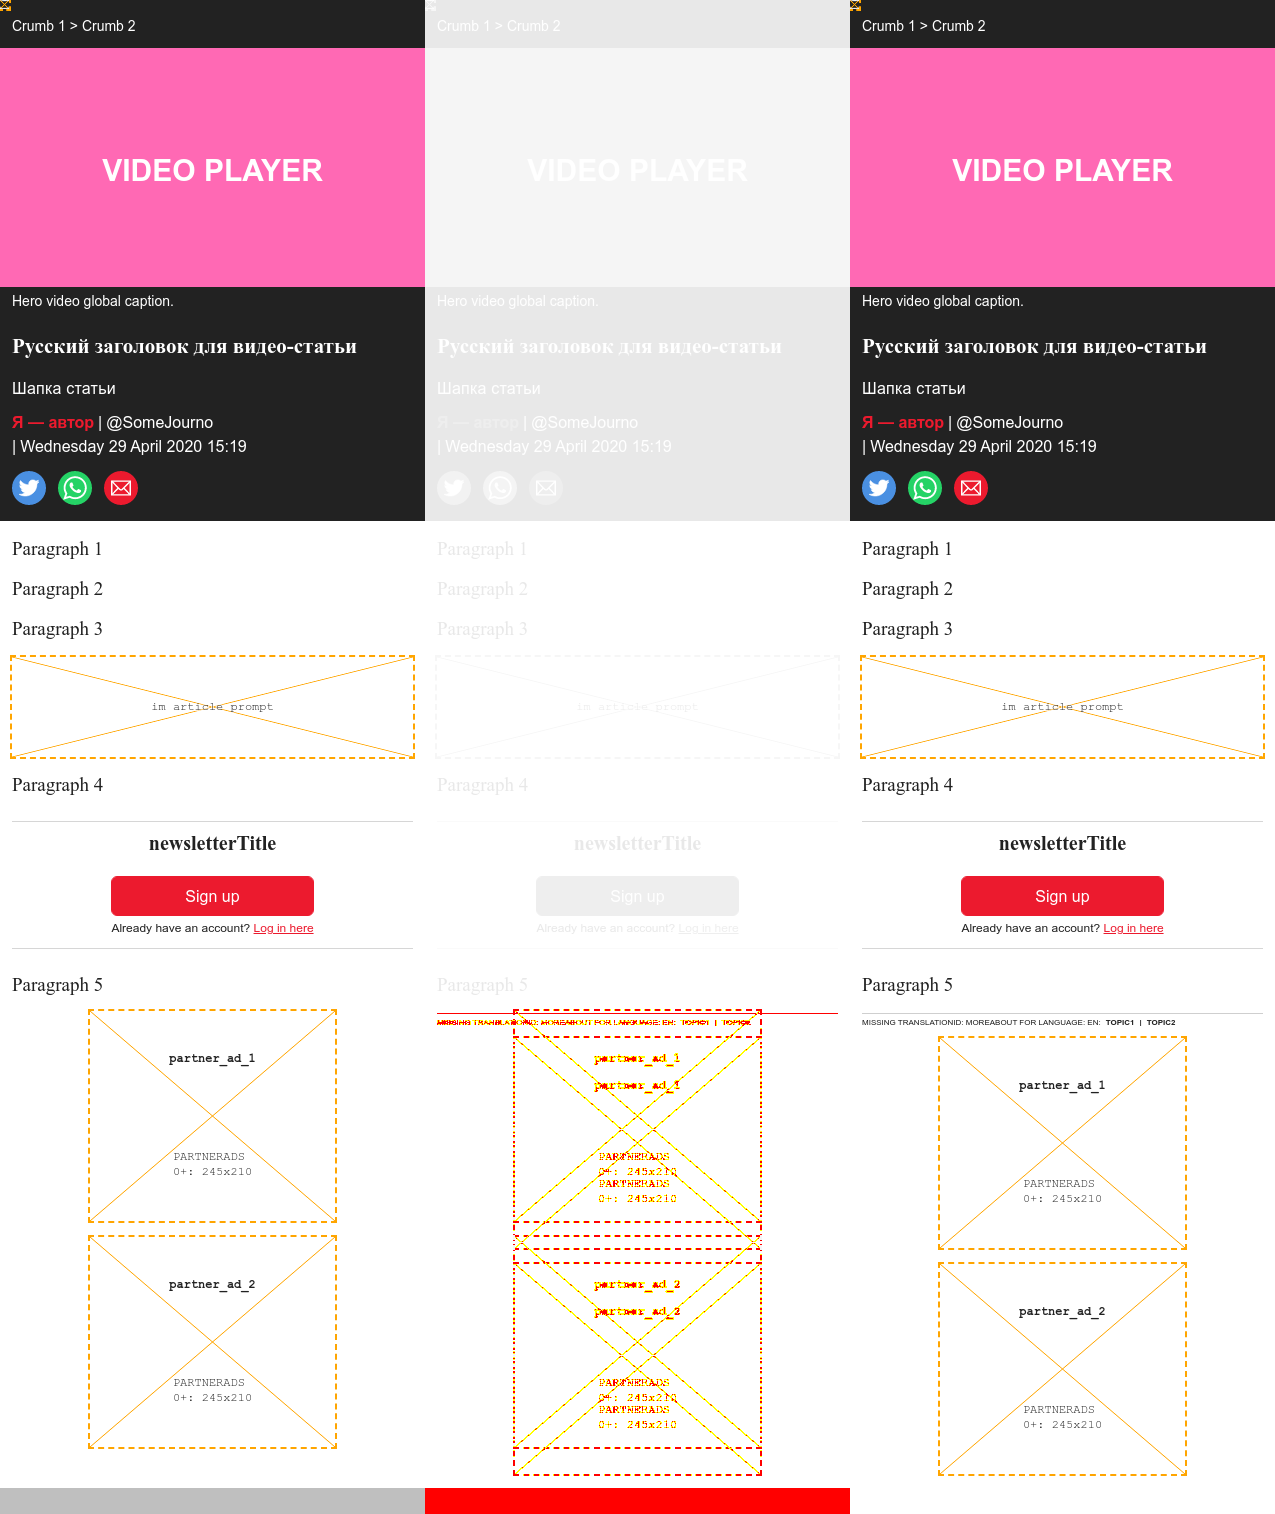 Crumb 1 > Crumb 2
VIDEO PLAYER
Hero video global caption.
Русский заголовок для видео-статьи
Шапка статьи
Я — автор | @SomeJourno
| Wednesday 29 April 2020 15:19
Paragraph 1
Paragraph 2
Paragraph 3
im article prompt
Paragraph 4
newsletterTitle
Sign up
Already have an account? Log in here
Paragraph 5
partner_ad_1
PARTNERADS
0+: 245x210
partner_ad_2
PARTNERADS
0+: 245x210
Crumb 1 > Crumb 2
VIDEO PLAYER
Hero video global caption.
Русский заголовок для видео-статьи
Шапка статьи
Я — автор | @SomeJourno
| Wednesday 29 April 2020 15:19
Paragraph 1
Paragraph 2
Paragraph 3
im article prompt
Paragraph 4
newsletterTitle
Sign up
Already have an account? Log in here
Paragraph 5
partner_ad_1
partner_ad_1
PARTNERADS
0+: 245x210
PARTNERADS
0+: 245x210
partner_ad_2
partner_ad_2
PARTNERADS
0+: 245x210
PARTNERADS
0+: 245x210
Crumb 1 > Crumb 2
VIDEO PLAYER
Hero video global caption.
Русский заголовок для видео-статьи
Шапка статьи
Я — автор | @SomeJourno
| Wednesday 29 April 2020 15:19
Paragraph 1
Paragraph 2
Paragraph 3
im article prompt
Paragraph 4
newsletterTitle
Sign up
Already have an account? Log in here
Paragraph 5
MISSING TRANSLATIONID: MOREABOUT FOR LANGUAGE: EN: TOPIC1 | TOPIC2
partner_ad_1
PARTNERADS
0+: 245x210
partner_ad_2
PARTNERADS
0+: 245x210